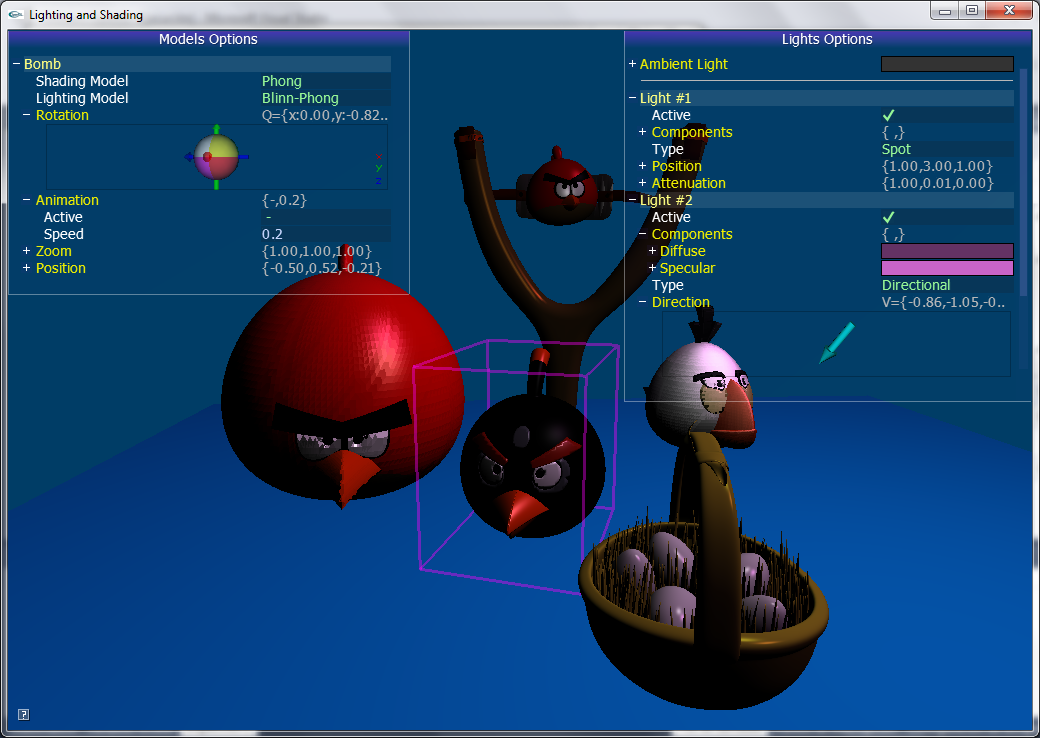 Lighting and Shading
Models Options
− Bomb
Shading Model Phong
Lighting Model Blinn-Phong
− Rotation Q={x:0.00,y:-0.82..
− Animation {-,0.2}
Active -
Speed 0.2
+ Zoom {1.00,1.00,1.00}
+ Position {-0.50,0.52,-0.21}
Lights Options
+ Ambient Light
− Light #1
Active ✓
+ Components { ,}
Type Spot
+ Position {1.00,3.00,1.00}
+ Attenuation {1.00,0.01,0.00}
− Light #2
Active ✓
− Components { ,}
+ Diffuse
+ Specular
Type Directional
− Direction V={-0.86,-1.05,-0..
?